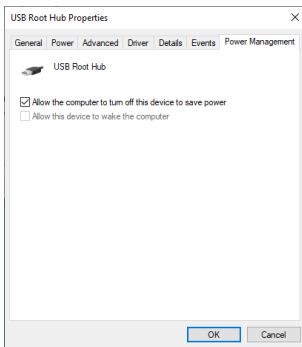 USB Root Hub Properties
General Power Advanced Driver Details Events Power Management
USB Root Hub
Allow the computer to turn off this device to save power
Allow this device to wake the computer
OK Cancel